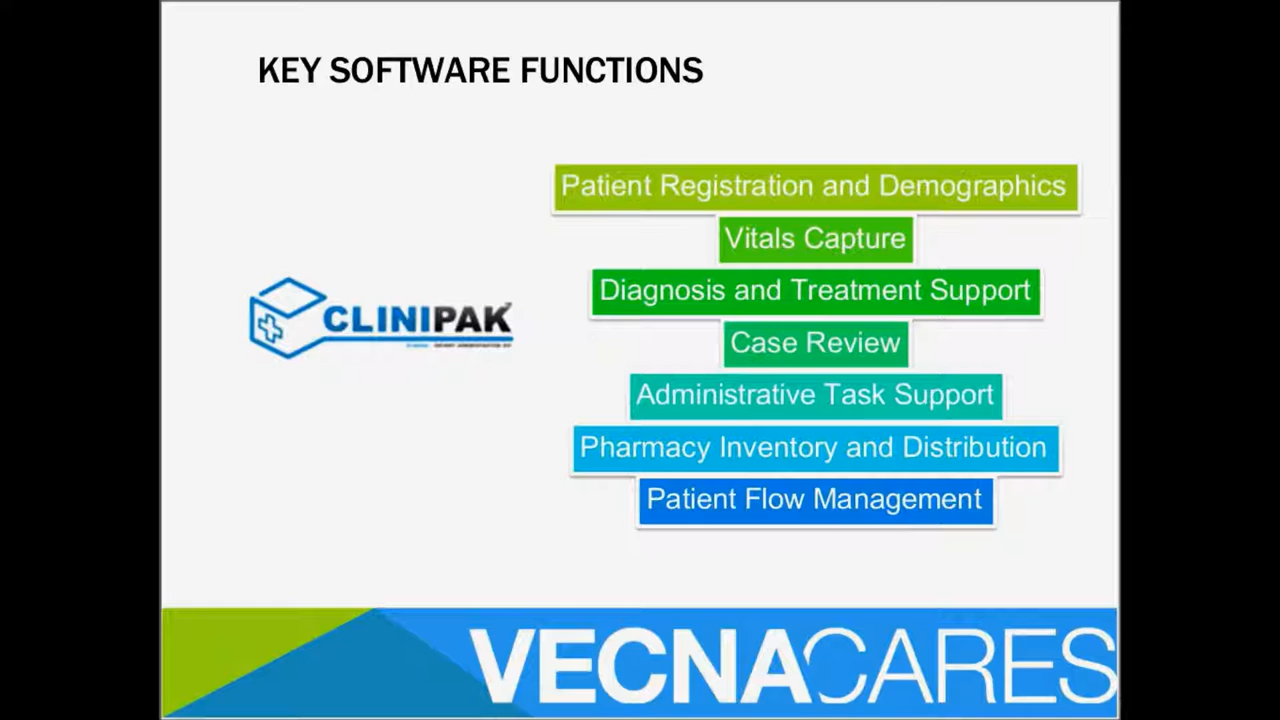 KEY SOFTWARE FUNCTIONS
Patient Registration and Demographics
Vitals Capture
Diagnosis and Treatment Support
CLINIPAK
Case Review
Administrative Task Support
Pharmacy Inventory and Distribution
Patient Flow Management
VECNACARES